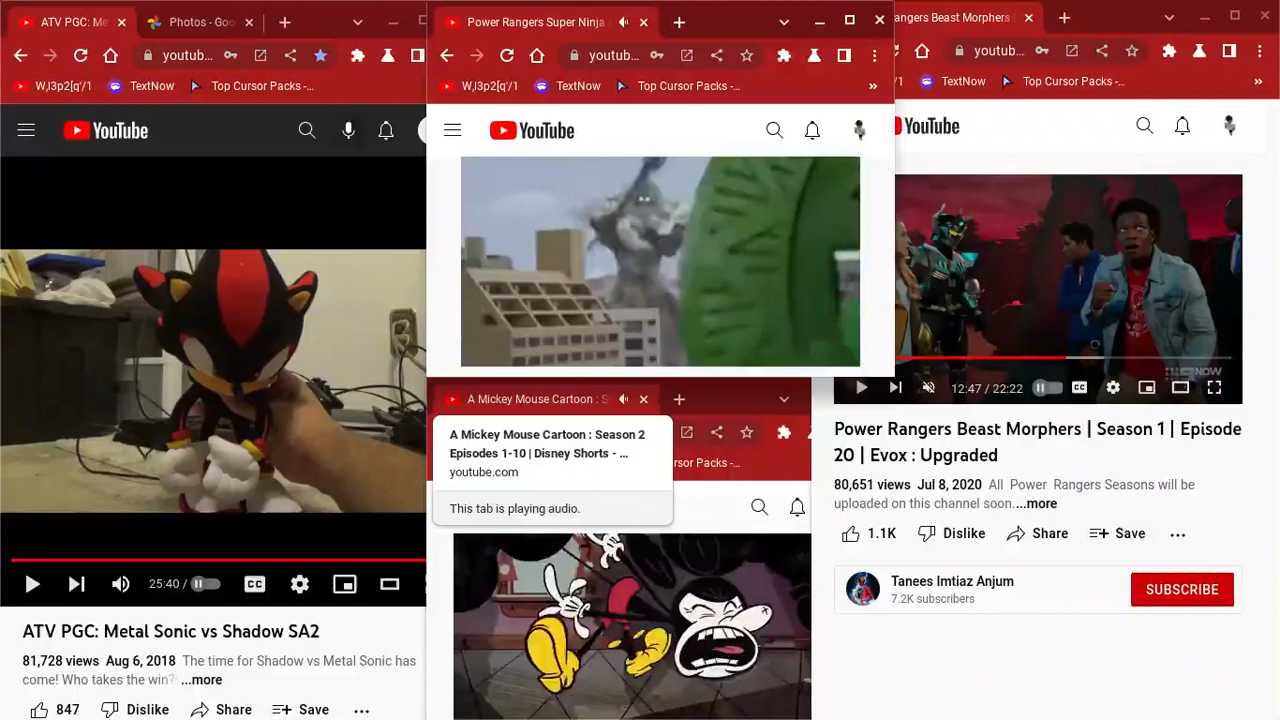 ATV PGC: Me
Photos - Goo
youtub
W,l3p2[q'/1
TextNow
Top Cursor Packs -...
YouTube
25:40
CC
ATV PGC: Metal Sonic vs Shadow SA2
81,728 views Aug 6, 2018 The time for Shadow vs Metal Sonic has
come! Who takes the win? ...more
847
Dislike
Share
Save
Power Rangers Super Ninja
youtub
W,l3p2[q'/1
TextNow
Top Cursor Packs -...
»
YouTube
A Mickey Mouse Cartoon : S
A Mickey Mouse Cartoon : Season 2
Episodes 1-10 | Disney Shorts - ...
youtube.com
This tab is playing audio.
rsor Packs -...
angers Beast Morphers |
youtub
/1
TextNow
Top Cursor Packs -...
»
YouTube
12:47 / 22:22
CC
NOW
Power Rangers Beast Morphers | Season 1 | Episode
20 | Evox : Upgraded
80,651 views Jul 8, 2020 All Power Rangers Seasons will be
uploaded on this channel soon....more
1.1K
Dislike
Share
Save
Tanees Imtiaz Anjum
7.2K subscribers
SUBSCRIBE